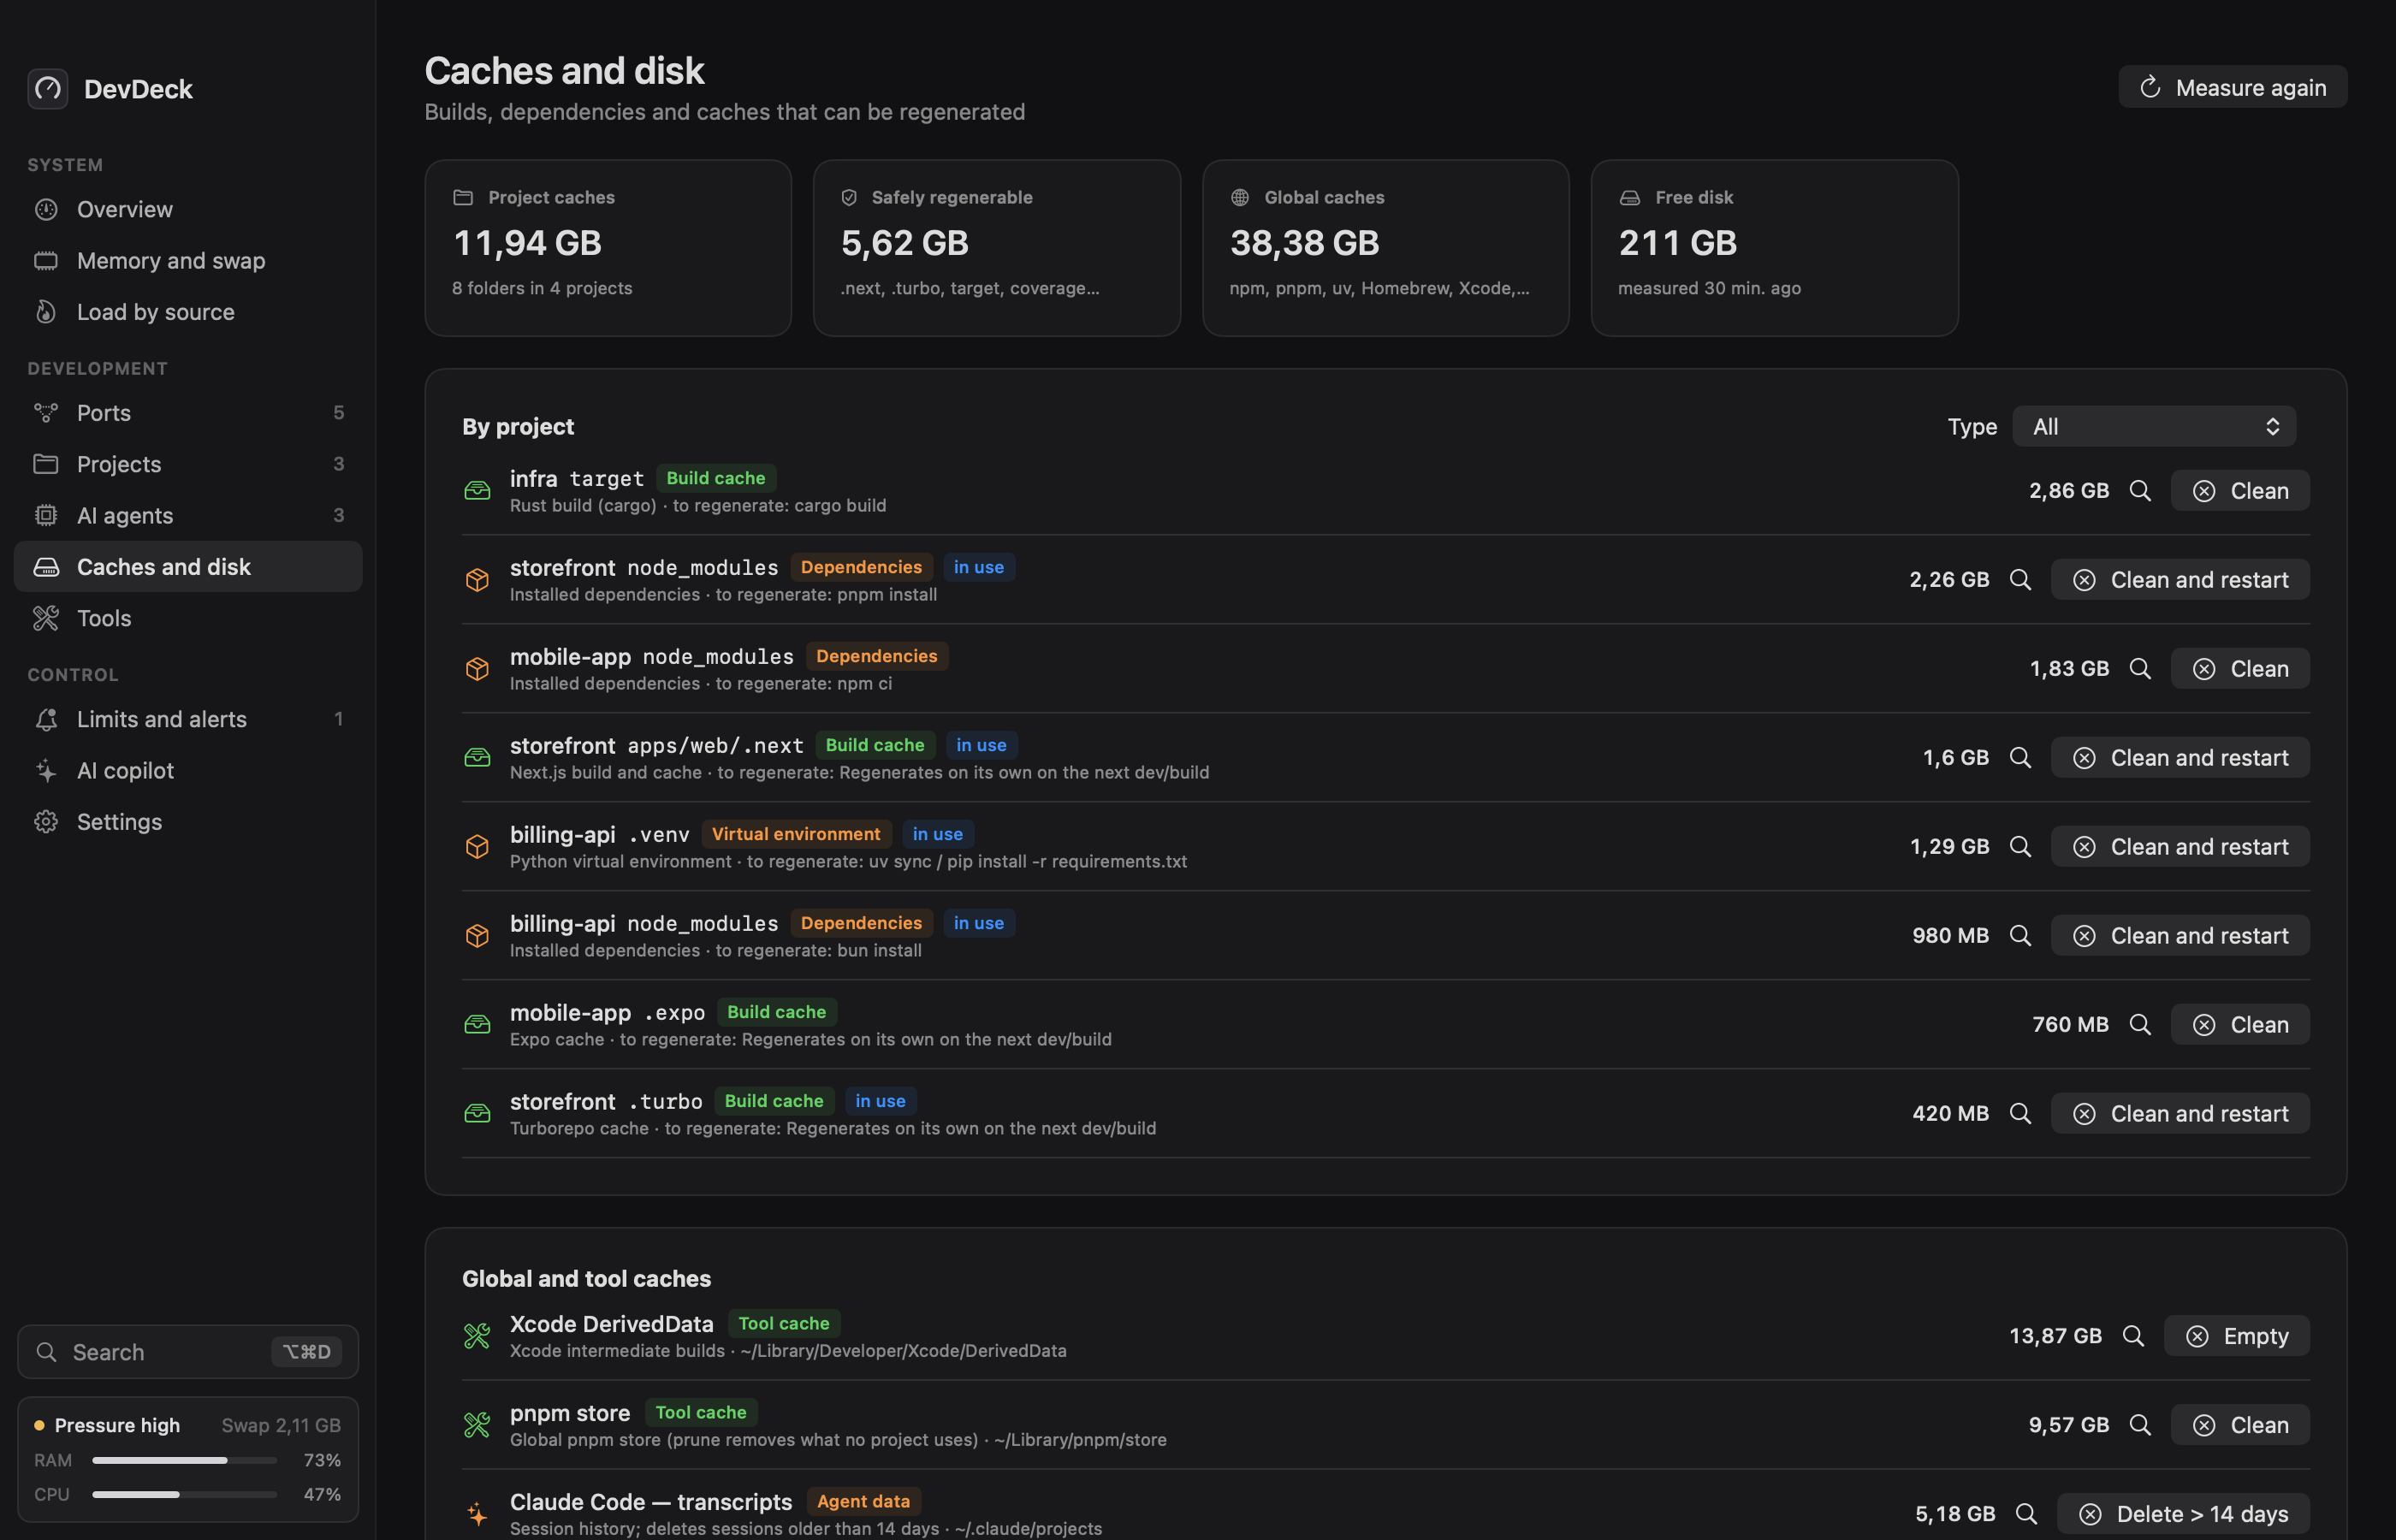 DevDeck
SYSTEM
Overview
Memory and swap
Load by source
DEVELOPMENT
Ports 5
Projects 3
AI agents 3
Caches and disk
Tools
CONTROL
Limits and alerts 1
AI copilot
Settings
Search ⌥⌘D
Pressure high Swap 2,11 GB
RAM 73%
CPU 47%
Caches and disk
Builds, dependencies and caches that can be regenerated
Measure again
Project caches
11,94 GB
8 folders in 4 projects
Safely regenerable
5,62 GB
.next, .turbo, target, coverage...
Global caches
38,38 GB
npm, pnpm, uv, Homebrew, Xcode,...
Free disk
211 GB
measured 30 min. ago
By project
Type All
infra target Build cache
Rust build (cargo) · to regenerate: cargo build
2,86 GB Clean
storefront node_modules Dependencies in use
Installed dependencies · to regenerate: pnpm install
2,26 GB Clean and restart
mobile-app node_modules Dependencies
Installed dependencies · to regenerate: npm ci
1,83 GB Clean
storefront apps/web/.next Build cache in use
Next.js build and cache · to regenerate: Regenerates on its own on the next dev/build
1,6 GB Clean and restart
billing-api .venv Virtual environment in use
Python virtual environment · to regenerate: uv sync / pip install -r requirements.txt
1,29 GB Clean and restart
billing-api node_modules Dependencies in use
Installed dependencies · to regenerate: bun install
980 MB Clean and restart
mobile-app .expo Build cache
Expo cache · to regenerate: Regenerates on its own on the next dev/build
760 MB Clean
storefront .turbo Build cache in use
Turborepo cache · to regenerate: Regenerates on its own on the next dev/build
420 MB Clean and restart
Global and tool caches
Xcode DerivedData Tool cache
Xcode intermediate builds · ~/Library/Developer/Xcode/DerivedData
13,87 GB Empty
pnpm store Tool cache
Global pnpm store (prune removes what no project uses) · ~/Library/pnpm/store
9,57 GB Clean
Claude Code — transcripts Agent data
Session history; deletes sessions older than 14 days · ~/.claude/projects
5,18 GB Delete > 14 days